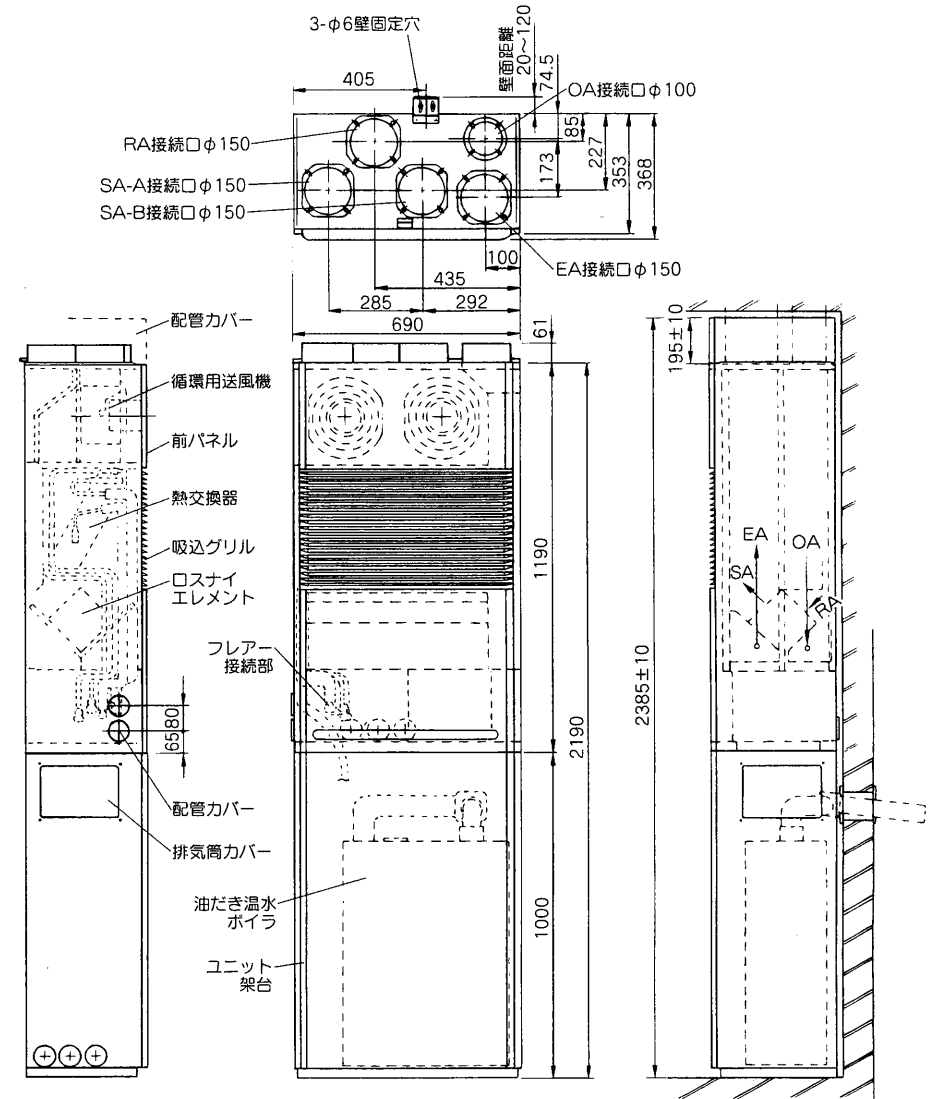 3-φ6壁固定穴
壁面距離
20～120
74.5
405
OA接続口φ100
RA接続口φ150
85
SA-A接続口φ150
173
227
353
368
SA-B接続口φ150
100
EA接続口φ150
435
285
292
690
61
配管カバー
195±10
循環用送風機
前パネル
熱交換器
吸込グリル
ロスナイ
エレメント
1190
EA
OA
SA
RA
フレアー
接続部
2385±10
2190
80
65
配管カバー
排気筒カバー
油だき温水
ボイラ
1000
ユニット
架台